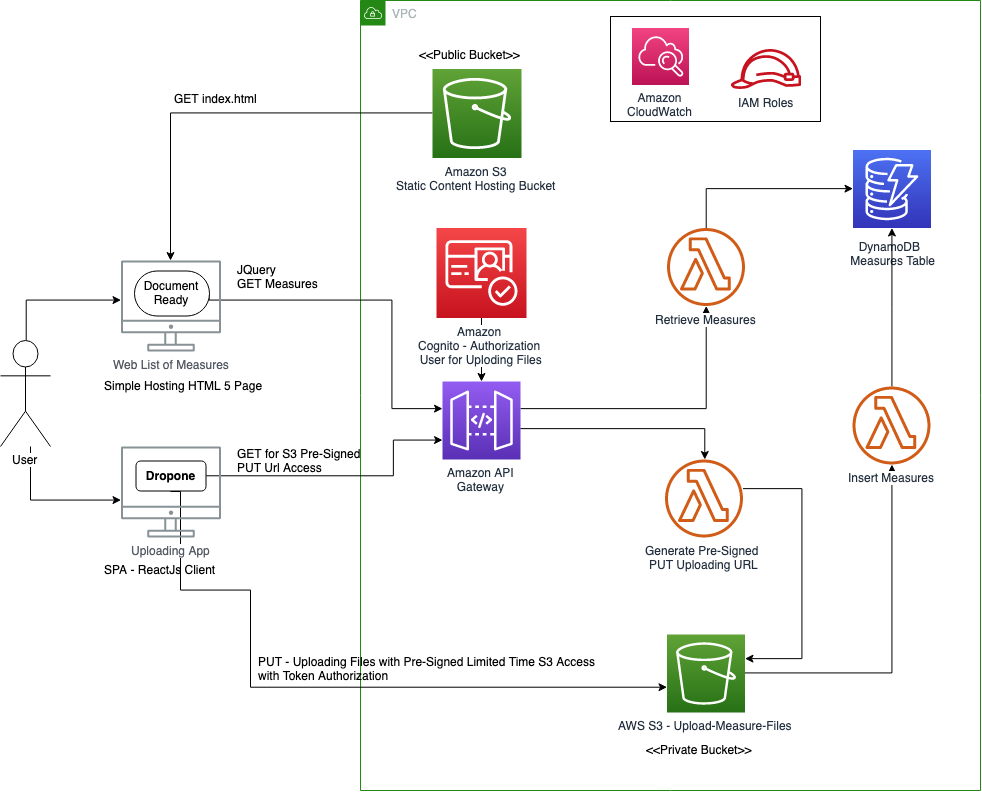 VPC
<<Public Bucket>>
Amazon
CloudWatch
IAM Roles
GET index.html
Amazon S3
Static Content Hosting Bucket
DynamoDB
Measures Table
JQuery
GET Measures
Document
Ready
Retrieve Measures
Amazon
Cognito - Authorization
User for Uploding Files
Web List of Measures
Simple Hosting HTML 5 Page
User
GET for S3 Pre-Signed
PUT Url Access
Dropone
Amazon API
Gateway
Insert Measures
Uploading App
SPA - ReactJs Client
Generate Pre-Signed
PUT Uploading URL
PUT - Uploading Files with Pre-Signed Limited Time S3 Access
with Token Authorization
AWS S3 - Upload-Measure-Files
<<Private Bucket>>